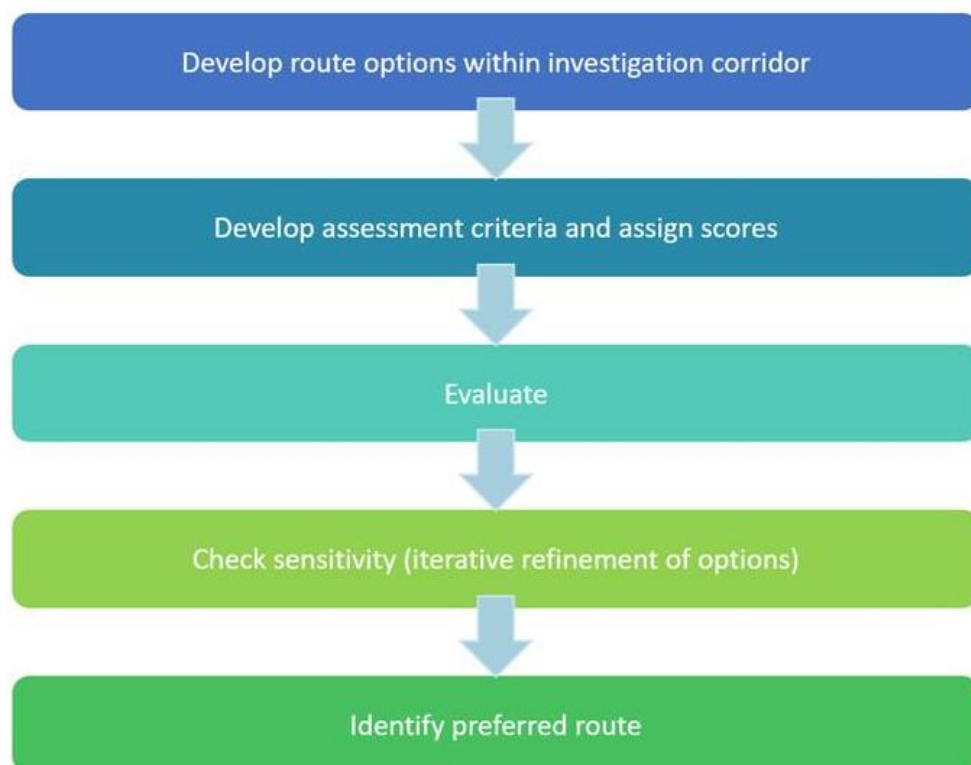 Develop route options within investigation corridor
Develop assessment criteria and assign scores
Evaluate
Check sensitivity (iterative refinement of options)
Identify preferred route